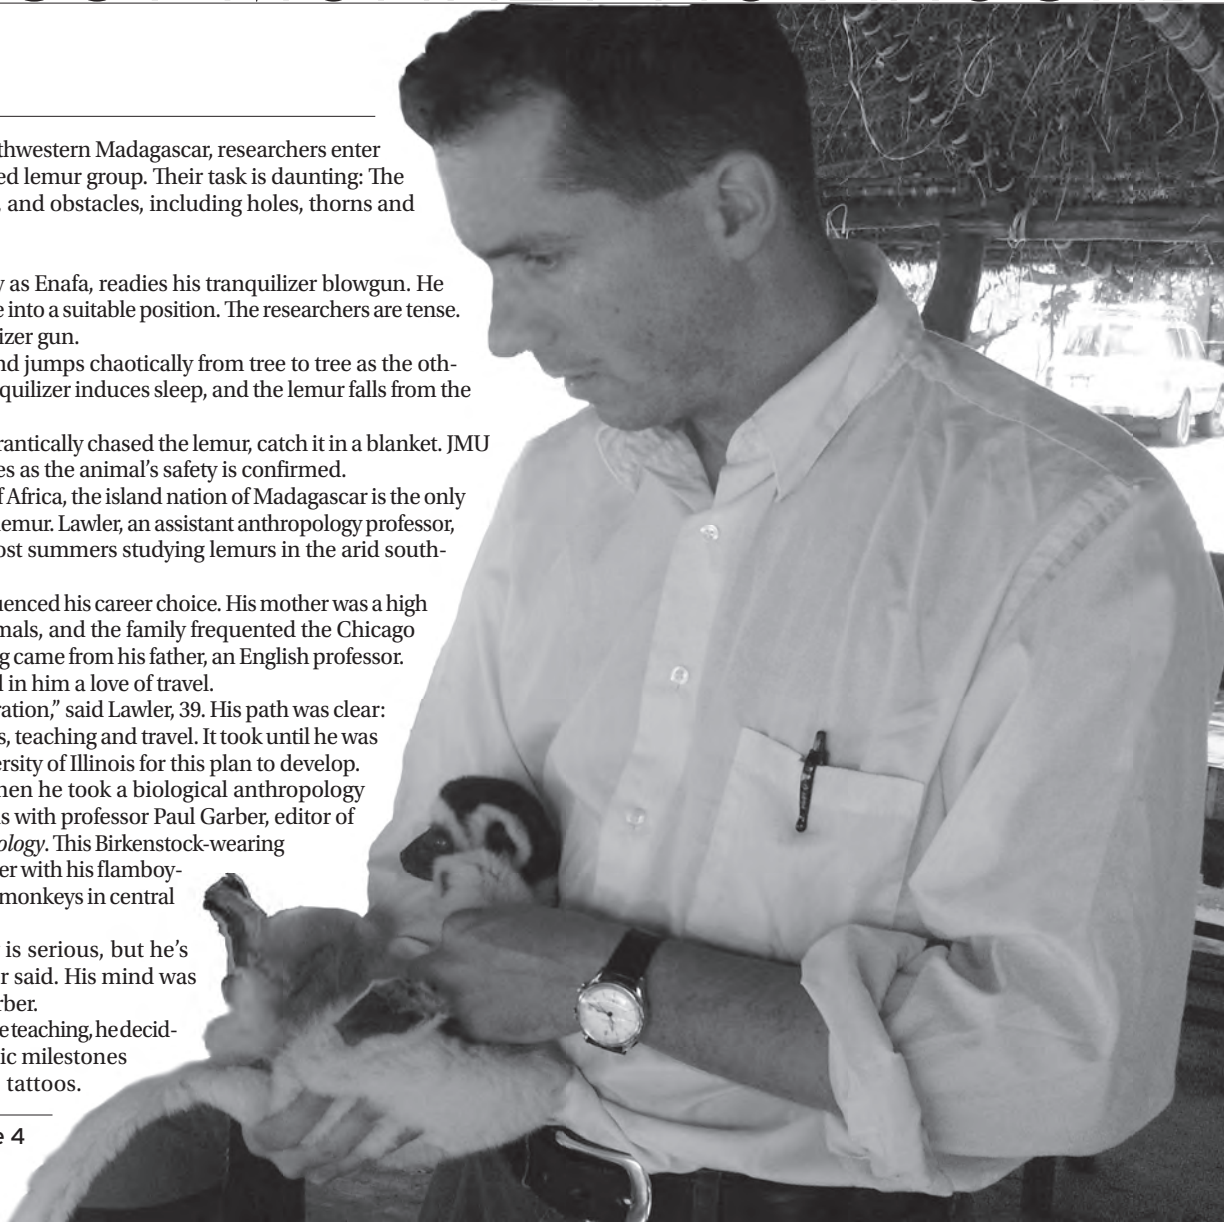 thwestern Madagascar, researchers enter
ed lemur group. Their task is daunting: The
and obstacles, including holes, thorns and
as Enafa, readies his tranquilizer blowgun. He
into a suitable position. The researchers are tense.
izer gun.
nd jumps chaotically from tree to tree as the oth-
quilizer induces sleep, and the lemur falls from the
rantically chased the lemur, catch it in a blanket. JMU
es as the animal’s safety is confirmed.
f Africa, the island nation of Madagascar is the only
lemur. Lawler, an assistant anthropology professor,
ost summers studying lemurs in the arid south-
uenced his career choice. His mother was a high
mals, and the family frequented the Chicago
g came from his father, an English professor.
in him a love of travel.
ration,” said Lawler, 39. His path was clear:
s, teaching and travel. It took until he was
ersity of Illinois for this plan to develop.
hen he took a biological anthropology
s with professor Paul Garber, editor of
ology. This Birkenstock-wearing
er with his flamboy-
monkeys in central
is serious, but he’s
r said. His mind was
rber.
e teaching, he decid-
ic milestones
tattoos.
e 4